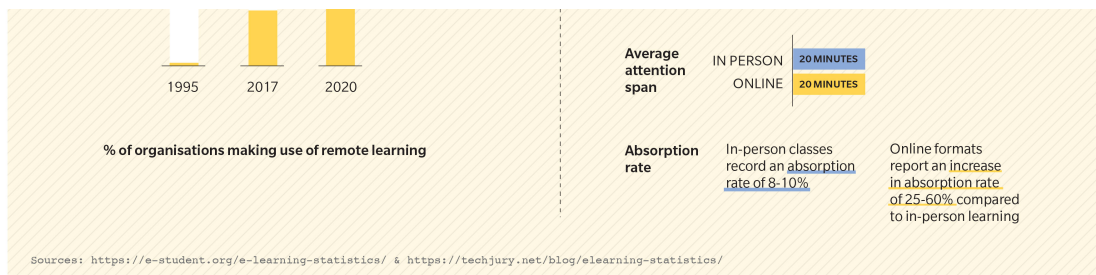 1995
2017
2020
% of organisations making use of remote learning
Average
attention
span
IN PERSON
20 MINUTES
ONLINE
20 MINUTES
Absorption
rate
In-person classes
record an absorption
rate of 8-10%
Online formats
report an increase
in absorption rate
of 25-60% compared
to in-person learning
Sources: https://e-student.org/e-learning-statistics/ & https://techjury.net/blog/elearning-statistics/